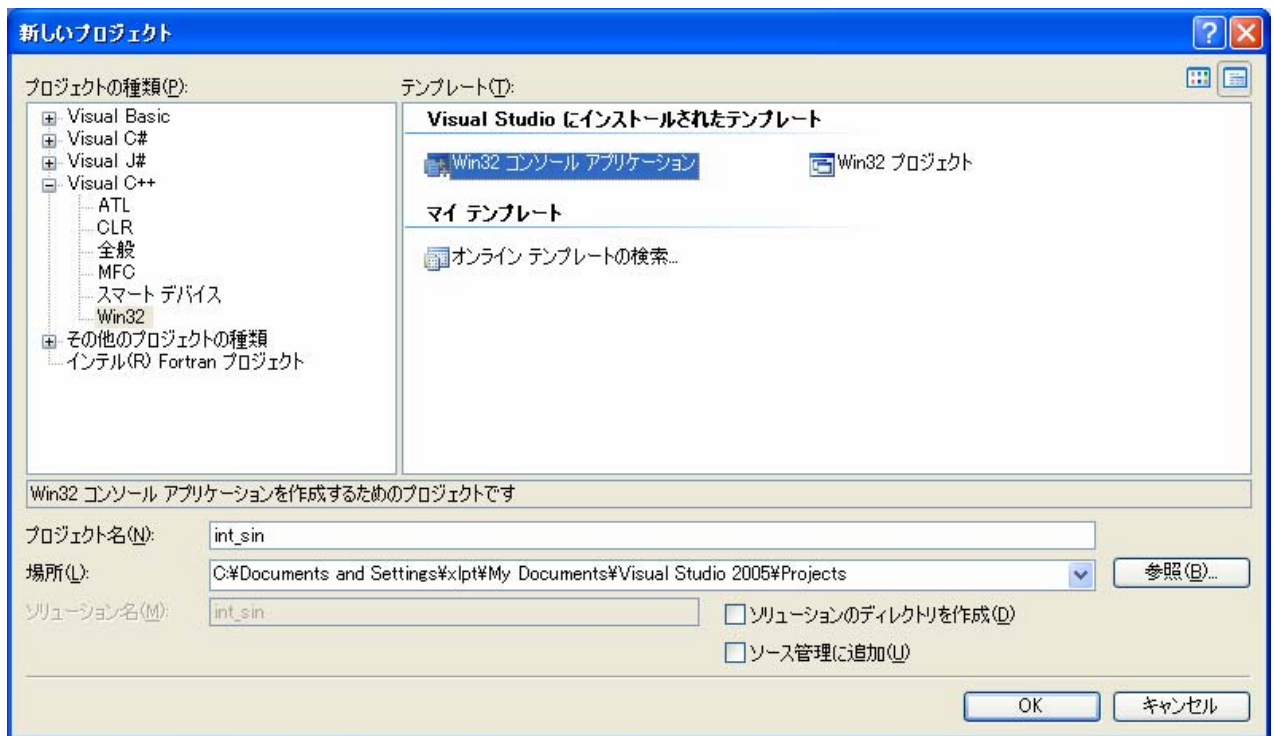 新しいプロジェクト
プロジェクトの種類(P):
テンプレート(T):
Visual Basic
Visual C#
Visual J#
Visual C++
ATL
CLR
全般
MFC
スマート デバイス
Win32
その他のプロジェクトの種類
インテル(R) Fortran プロジェクト
Visual Studio にインストールされたテンプレート
Win32 コンソール アプリケーション
Win32 プロジェクト
マイ テンプレート
オンライン テンプレートの検索...
Win32 コンソール アプリケーションを作成するためのプロジェクトです
プロジェクト名(N):
int_sin
場所(L):
C:¥Documents and Settings¥xlpt¥My Documents¥Visual Studio 2005¥Projects
参照(B)...
ソリューション名(M):
int_sin
ソリューションのディレクトリを作成(D)
ソース管理に追加(U)
OK
キャンセル